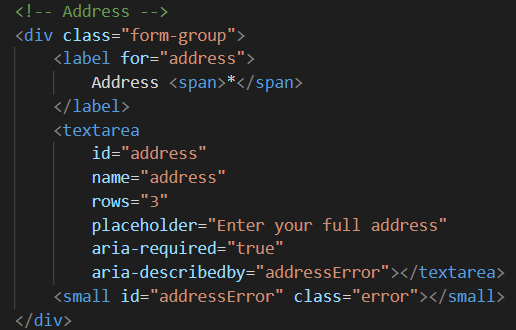 <!-- Address -->
<div class="form-group">
    <label for="address">
        Address <span>*</span>
    </label>
    <textarea
        id="address"
        name="address"
        rows="3"
        placeholder="Enter your full address"
        aria-required="true"
        aria-describedby="addressError"></textarea>
    <small id="addressError" class="error"></small>
</div>